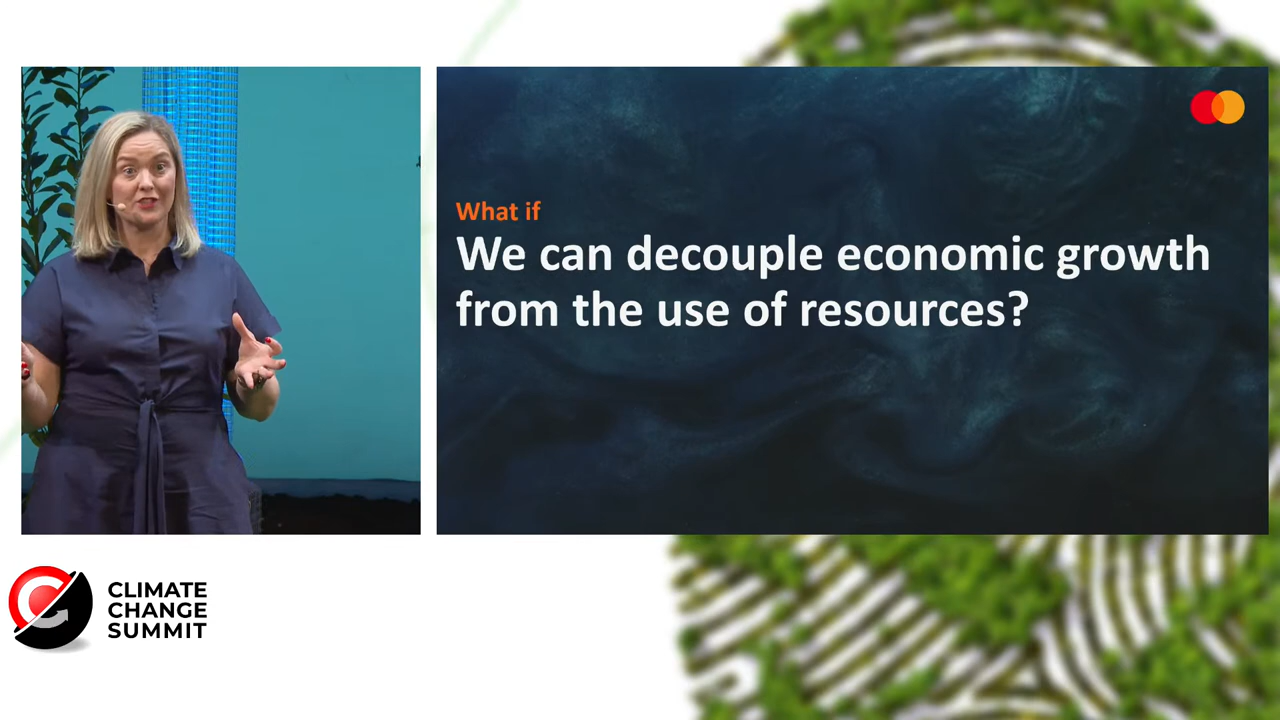 What if
We can decouple economic growth
from the use of resources?
CLIMATE
CHANGE
SUMMIT